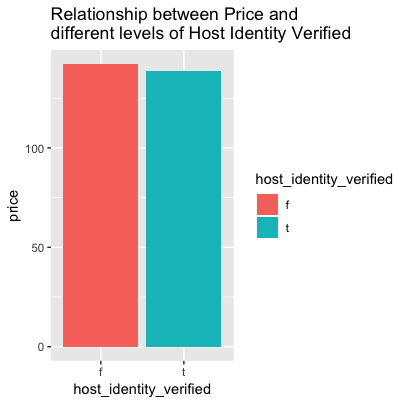 Relationship between Price and
different levels of Host Identity Verified
price
100
50
0
f
t
host_identity_verified
host_identity_verified
f
t